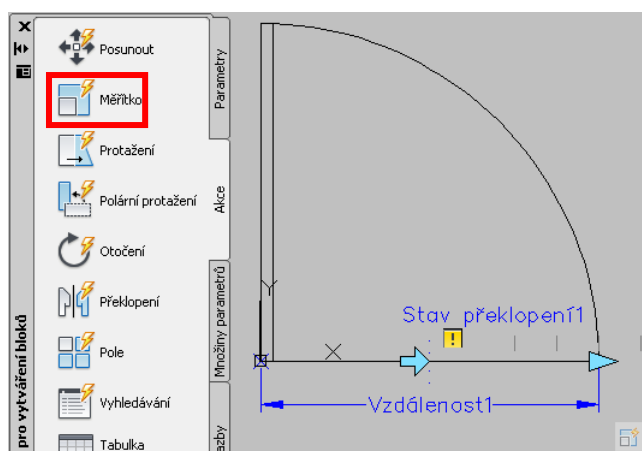 Posunout
Měřítko
Protažení
Polární protažení
Otočení
Překlopení
Pole
Vyhledávání
Tabulka
pro vytváření bloků
Parametry
Akce
Množiny parametrů
azby
Y
X
Stav překlopení1
!
Vzdálenost1